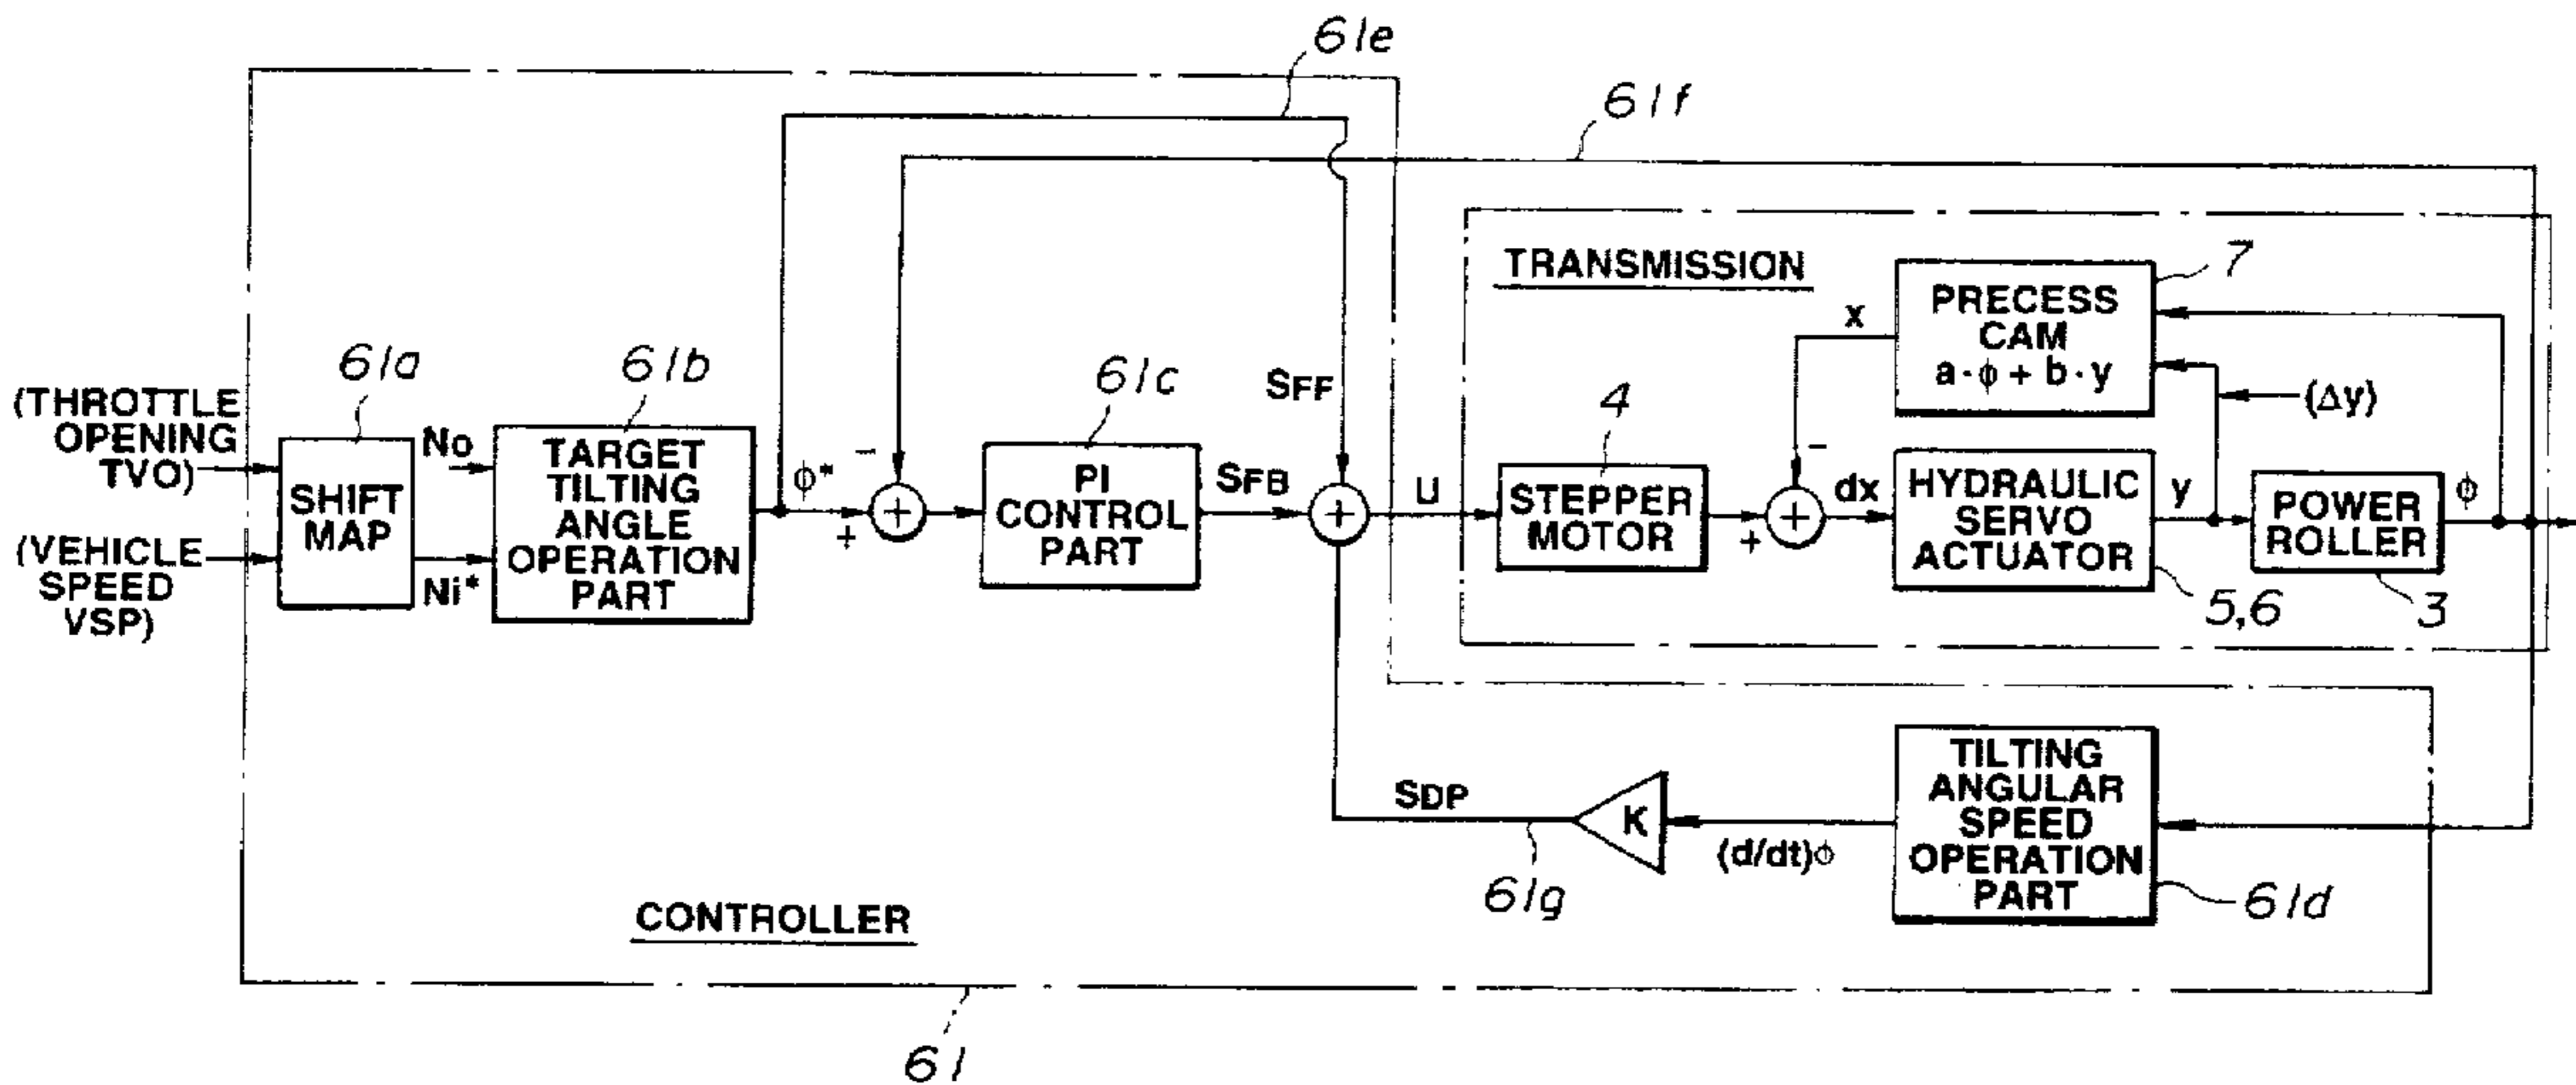 61e
61f
TRANSMISSION
7
PRECESS
CAM
a·ϕ + b·y
x
61a
61b
61c
SFF
4
−
(Δy)
(THROTTLE
OPENING
TVO)
No
TARGET
TILTING
ANGLE
OPERATION
PART
ϕ*
−
+
+
PI
CONTROL
PART
SFB
+
U
STEPPER
MOTOR
+
+
dx
HYDRAULIC
SERVO
ACTUATOR
y
POWER
ROLLER
ϕ
SHIFT
MAP
(VEHICLE
SPEED
VSP)
Ni*
5,6
3
TILTING
ANGULAR
SPEED
OPERATION
PART
SDP
K
(d/dt)ϕ
61g
61d
CONTROLLER
61